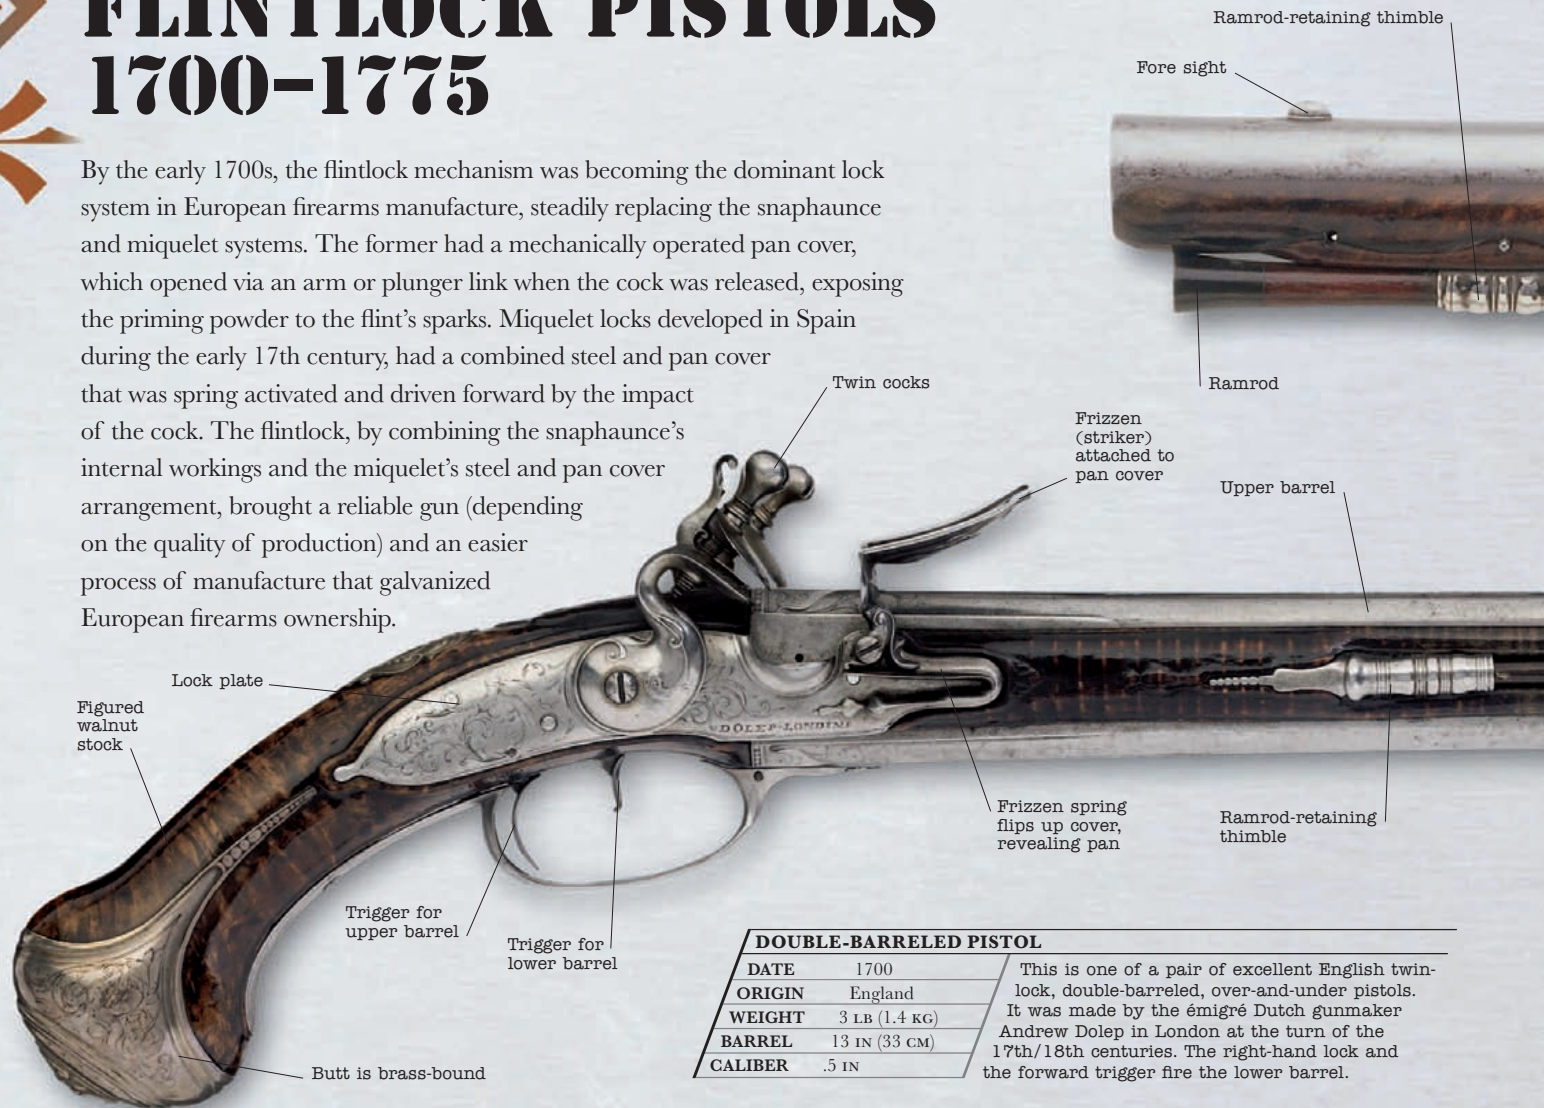 FLINTLOCK PISTOLS
1700–1775
By the early 1700s, the flintlock mechanism was becoming the dominant lock
system in European firearms manufacture, steadily replacing the snaphaunce
and miquelet systems. The former had a mechanically operated pan cover,
which opened via an arm or plunger link when the cock was released, exposing
the priming powder to the flint's sparks. Miquelet locks developed in Spain
during the early 17th century, had a combined steel and pan cover
that was spring activated and driven forward by the impact
of the cock. The flintlock, by combining the snaphaunce's
internal workings and the miquelet's steel and pan cover
arrangement, brought a reliable gun (depending
on the quality of production) and an easier
process of manufacture that galvanized
European firearms ownership.
Ramrod-retaining thimble
Fore sight
Ramrod
Twin cocks
Frizzen
(striker)
attached to
pan cover
Upper barrel
Lock plate
Figured
walnut
stock
DOLEP·LONDINI
Frizzen spring
flips up cover,
revealing pan
Ramrod-retaining
thimble
Trigger for
upper barrel
Trigger for
lower barrel
Butt is brass-bound
DOUBLE-BARRELED PISTOL
DATE 1700
ORIGIN England
WEIGHT 3 LB (1.4 KG)
BARREL 13 IN (33 CM)
CALIBER .5 IN
This is one of a pair of excellent English twin-
lock, double-barreled, over-and-under pistols.
It was made by the émigré Dutch gunmaker
Andrew Dolep in London at the turn of the
17th/18th centuries. The right-hand lock and
the forward trigger fire the lower barrel.